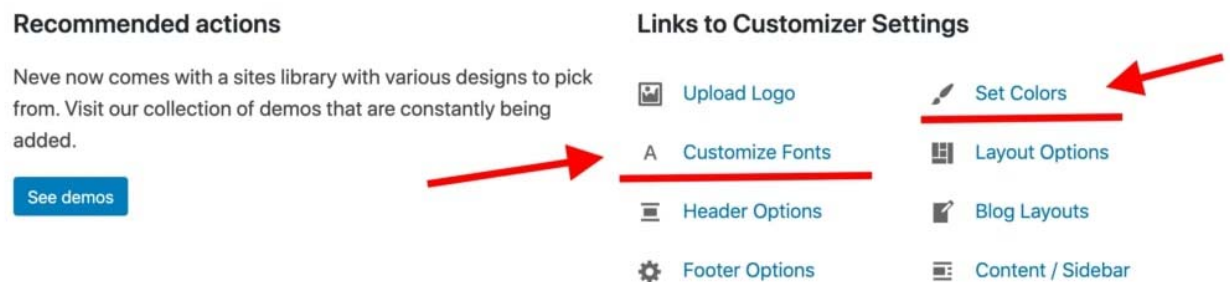 Recommended actions
Neve now comes with a sites library with various designs to pick
from. Visit our collection of demos that are constantly being
added.
See demos
Links to Customizer Settings
Upload Logo
Set Colors
A Customize Fonts
Layout Options
Header Options
Blog Layouts
Footer Options
Content / Sidebar